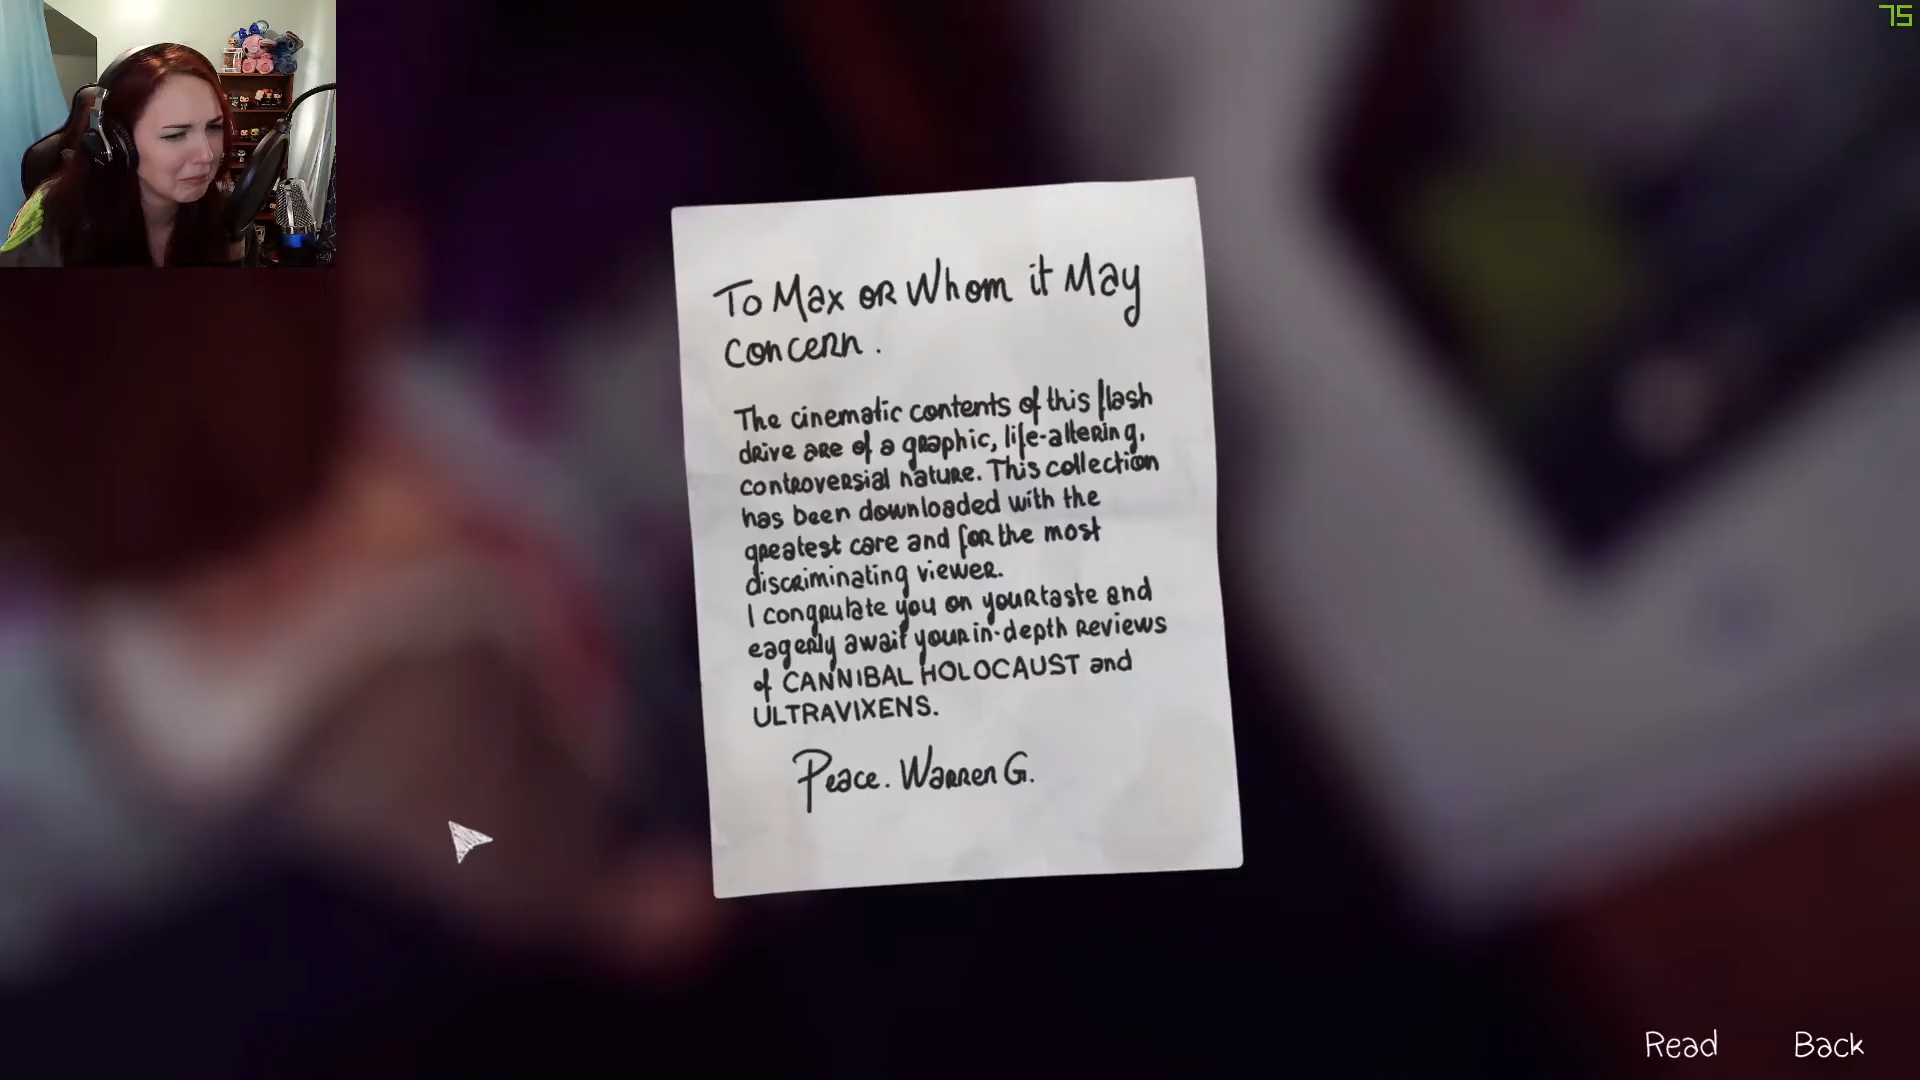 75
To Max or Whom it May
concern.
The cinematic contents of this flash
drive are of a graphic, life-altering,
controversial nature. This collection
has been downloaded with the
greatest care and for the most
discriminating viewer.
I congrulate you on your taste and
eagerly await your in-depth reviews
of CANNIBAL HOLOCAUST and
ULTRAVIXENS.
Peace. Warren G.
Read
Back